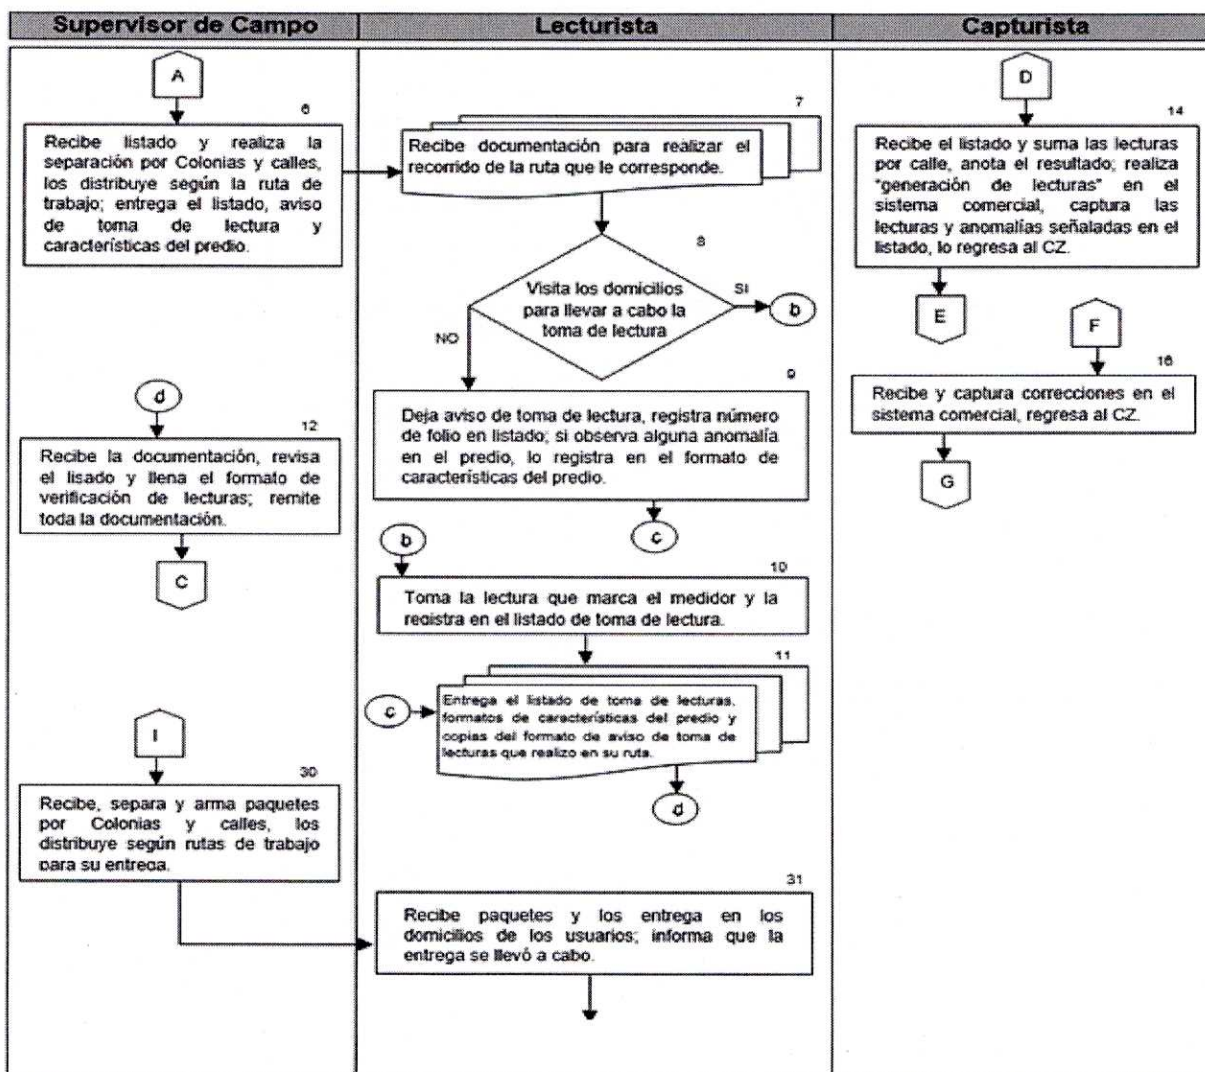 Supervisor de Campo
Lecturista
Capturista
A
6
Recibe listado y realiza la
separación por Colonias y calles,
los distribuye según la ruta de
trabajo; entrega el listado, aviso
de toma de lectura y
características del predio.
d
12
Recibe la documentación, revisa
el lisado y llena el formato de
verificación de lecturas; remite
toda la documentación.
C
I
30
Recibe, separa y arma paquetes
por Colonias y calles, los
distribuye según rutas de trabajo
para su entrega.
7
Recibe documentación para realizar el
recorrido de la ruta que le corresponde.
8
Visita los domicilios
para llevar a cabo la
toma de lectura
SI
b
NO
9
Deja aviso de toma de lectura, registra número
de folio en listado; si observa alguna anomalía
en el predio, lo registra en el formato de
características del predio.
c
b
10
Toma la lectura que marca el medidor y la
registra en el listado de toma de lectura.
11
c
Entrega el listado de toma de lecturas,
formatos de características del predio y
copias del formato de aviso de toma de
lecturas que realizo en su ruta.
d
31
Recibe paquetes y los entrega en los
domicilios de los usuarios; informa que la
entrega se llevó a cabo.
D
14
Recibe el listado y suma las lecturas
por calle, anota el resultado; realiza
"generación de lecturas" en el
sistema comercial, captura las
lecturas y anomalías señaladas en el
listado, lo regresa al CZ.
E
F
16
Recibe y captura correcciones en el
sistema comercial, regresa al CZ.
G